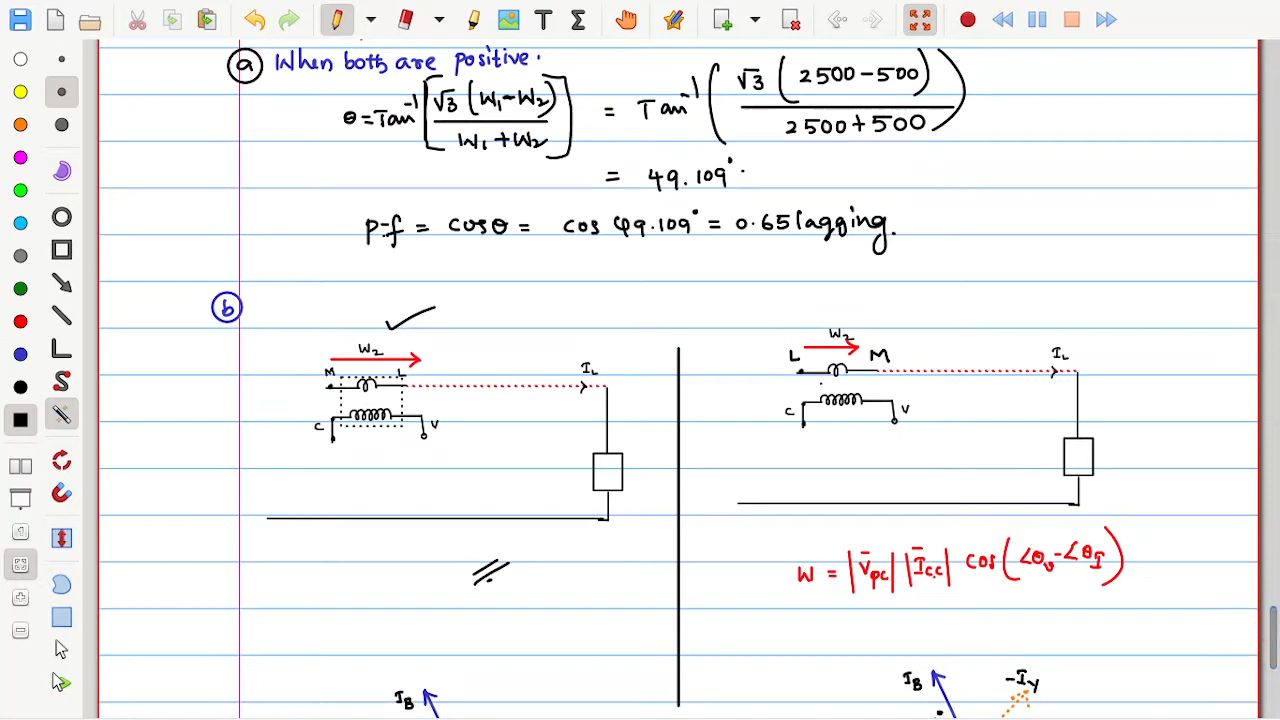 ⓐ When both are positive.
θ = Tan⁻¹ [ √3 (W₁-W₂) / W₁+W₂ ] = Tan⁻¹ ( √3 (2500-500) / 2500+500 )
= 49.109°.
p.f = cosθ = cos 49.109° = 0.65 lagging.
ⓑ
W₂
M L
I_L
C V
W₂
L M
I_L
C V
W = |V̄pc| |Īc.c| cos(∠θv - ∠θI)
I_B
I_B -I_Y